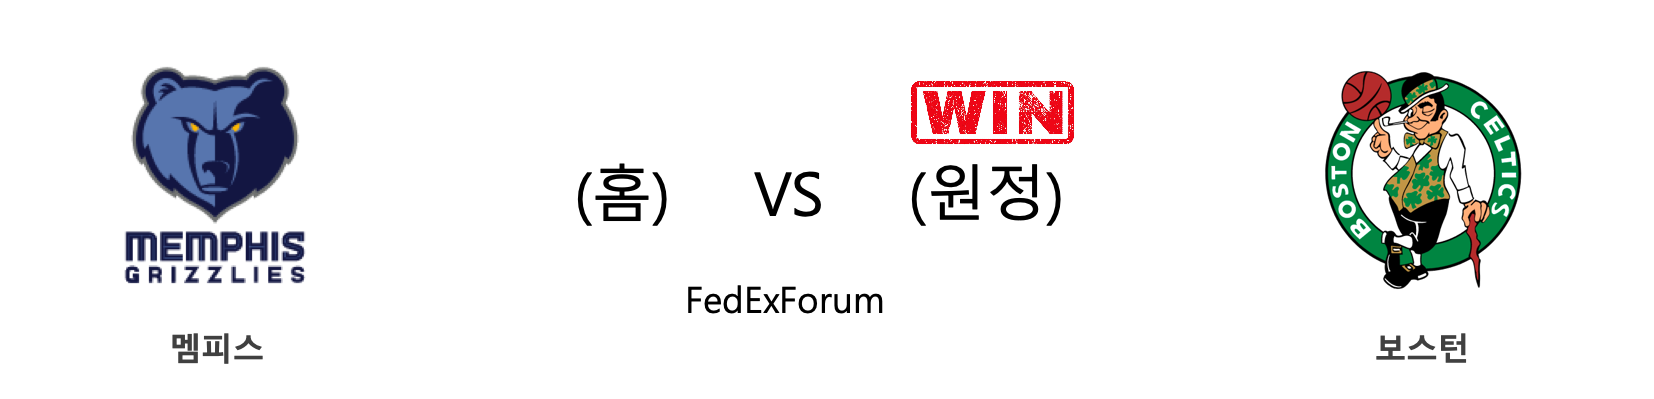 WIN
(홈) VS (원정)
FedExForum
MEMPHIS
GRIZZLIES
멤피스
BOSTON CELTICS
보스턴